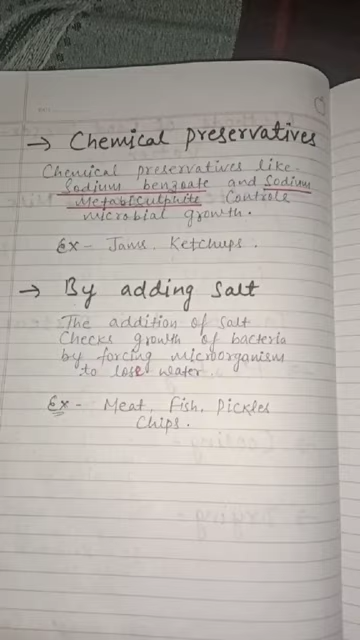 → Chemical preservatives
Chemical preservatives like
Sodium benzoate and Sodium
Metabisulphite Controls
microbial growth.
Ex - Jams, Ketchups.
→ By adding Salt
The addition of Salt
Checks growth of bacteria
by forcing microorganism
to lose water.
Ex - Meat, Fish, Pickles
Chips.